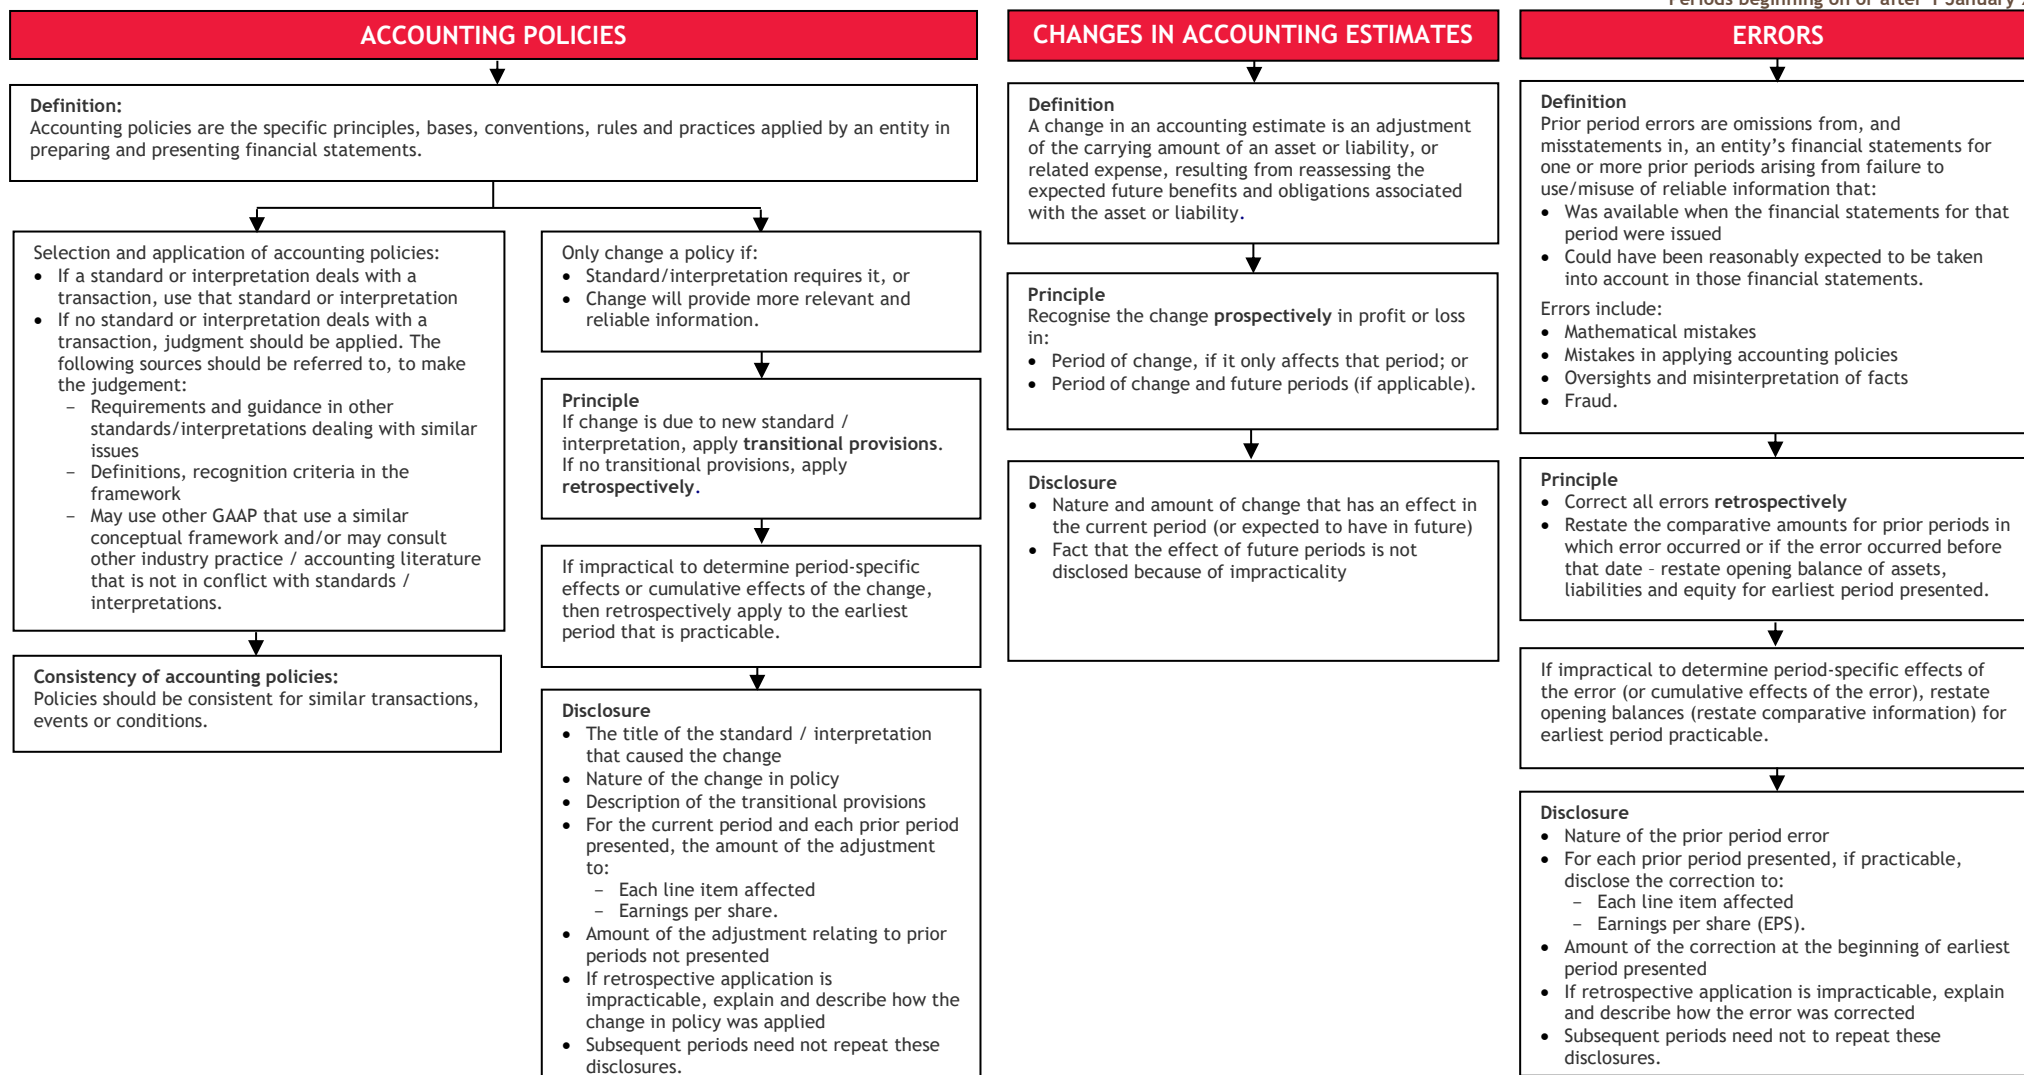 Periods beginning on or after 1 January
ACCOUNTING POLICIES
Definition:
Accounting policies are the specific principles, bases, conventions, rules and practices applied by an entity in
preparing and presenting financial statements.
Selection and application of accounting policies:
• If a standard or interpretation deals with a
transaction, use that standard or interpretation
• If no standard or interpretation deals with a
transaction, judgment should be applied. The
following sources should be referred to, to make
the judgement:
– Requirements and guidance in other
standards/interpretations dealing with similar
issues
– Definitions, recognition criteria in the
framework
– May use other GAAP that use a similar
conceptual framework and/or may consult
other industry practice / accounting literature
that is not in conflict with standards /
interpretations.
Consistency of accounting policies:
Policies should be consistent for similar transactions,
events or conditions.
Only change a policy if:
• Standard/interpretation requires it, or
• Change will provide more relevant and
reliable information.
Principle
If change is due to new standard /
interpretation, apply transitional provisions.
If no transitional provisions, apply
retrospectively.
If impractical to determine period-specific
effects or cumulative effects of the change,
then retrospectively apply to the earliest
period that is practicable.
Disclosure
• The title of the standard / interpretation
that caused the change
• Nature of the change in policy
• Description of the transitional provisions
• For the current period and each prior period
presented, the amount of the adjustment
to:
– Each line item affected
– Earnings per share.
• Amount of the adjustment relating to prior
periods not presented
• If retrospective application is
impracticable, explain and describe how the
change in policy was applied
• Subsequent periods need not repeat these
disclosures.
CHANGES IN ACCOUNTING ESTIMATES
Definition
A change in an accounting estimate is an adjustment
of the carrying amount of an asset or liability, or
related expense, resulting from reassessing the
expected future benefits and obligations associated
with the asset or liability.
Principle
Recognise the change prospectively in profit or loss
in:
• Period of change, if it only affects that period; or
• Period of change and future periods (if applicable).
Disclosure
• Nature and amount of change that has an effect in
the current period (or expected to have in future)
• Fact that the effect of future periods is not
disclosed because of impracticality
ERRORS
Definition
Prior period errors are omissions from, and
misstatements in, an entity's financial statements for
one or more prior periods arising from failure to
use/misuse of reliable information that:
• Was available when the financial statements for that
period were issued
• Could have been reasonably expected to be taken
into account in those financial statements.
Errors include:
• Mathematical mistakes
• Mistakes in applying accounting policies
• Oversights and misinterpretation of facts
• Fraud.
Principle
• Correct all errors retrospectively
• Restate the comparative amounts for prior periods in
which error occurred or if the error occurred before
that date – restate opening balance of assets,
liabilities and equity for earliest period presented.
If impractical to determine period-specific effects of
the error (or cumulative effects of the error), restate
opening balances (restate comparative information) for
earliest period practicable.
Disclosure
• Nature of the prior period error
• For each prior period presented, if practicable,
disclose the correction to:
– Each line item affected
– Earnings per share (EPS).
• Amount of the correction at the beginning of earliest
period presented
• If retrospective application is impracticable, explain
and describe how the error was corrected
• Subsequent periods need not to repeat these
disclosures.